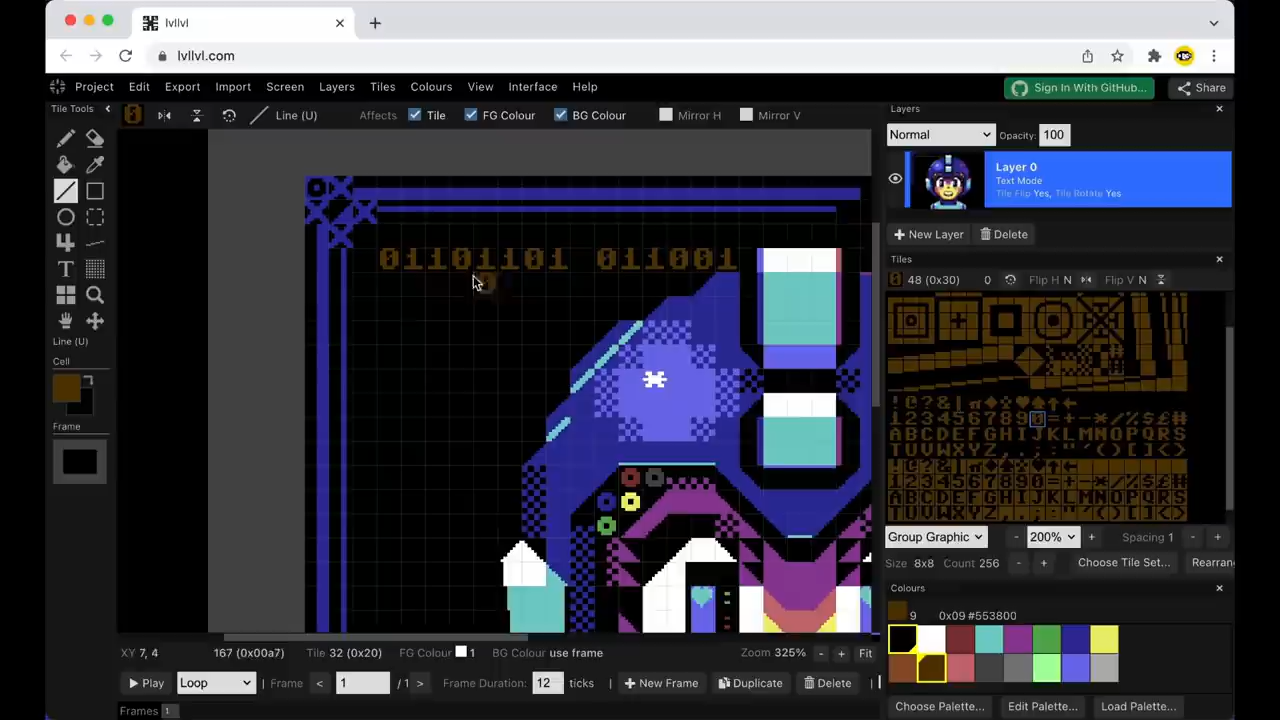 lvllvl
lvllvl.com
Project Edit Export Import Screen Layers Tiles Colours View Interface Help Sign In With GitHub... Share
Tile Tools
Line (U) Affects Tile FG Colour BG Colour Mirror H Mirror V
Line (U)
Cell
Frame
01101101 011001
Layers
Normal Opacity: 100
Layer 0
Text Mode
Tile Flip Yes, Tile Rotate Yes
New Layer Delete
Tiles
48 (0x30) 0 Flip H N Flip V N
!@?&|
1234567890=+-*/%$£#
ABCDEFGHIJKLMNOPQRS
TUVWXYZ,.;:'"()[]<>
1234567890=+-*/%$£#
ABCDEFGHIJKLMNOPQRS
TUVWXYZ,.;:'"()[]<>
Group Graphic - 200% + Spacing 1 - +
Size 8x8 Count 256 - + Choose Tile Set... Rearran
Colours
9 0x09 #553800
Choose Palette... Edit Palette... Load Palette...
XY 7, 4 167 (0x00a7) Tile 32 (0x20) FG Colour 1 BG Colour use frame Zoom 325% - + Fit
Play Loop Frame < 1 / 1 > Frame Duration: 12 ticks New Frame Duplicate Delete
Frames 1